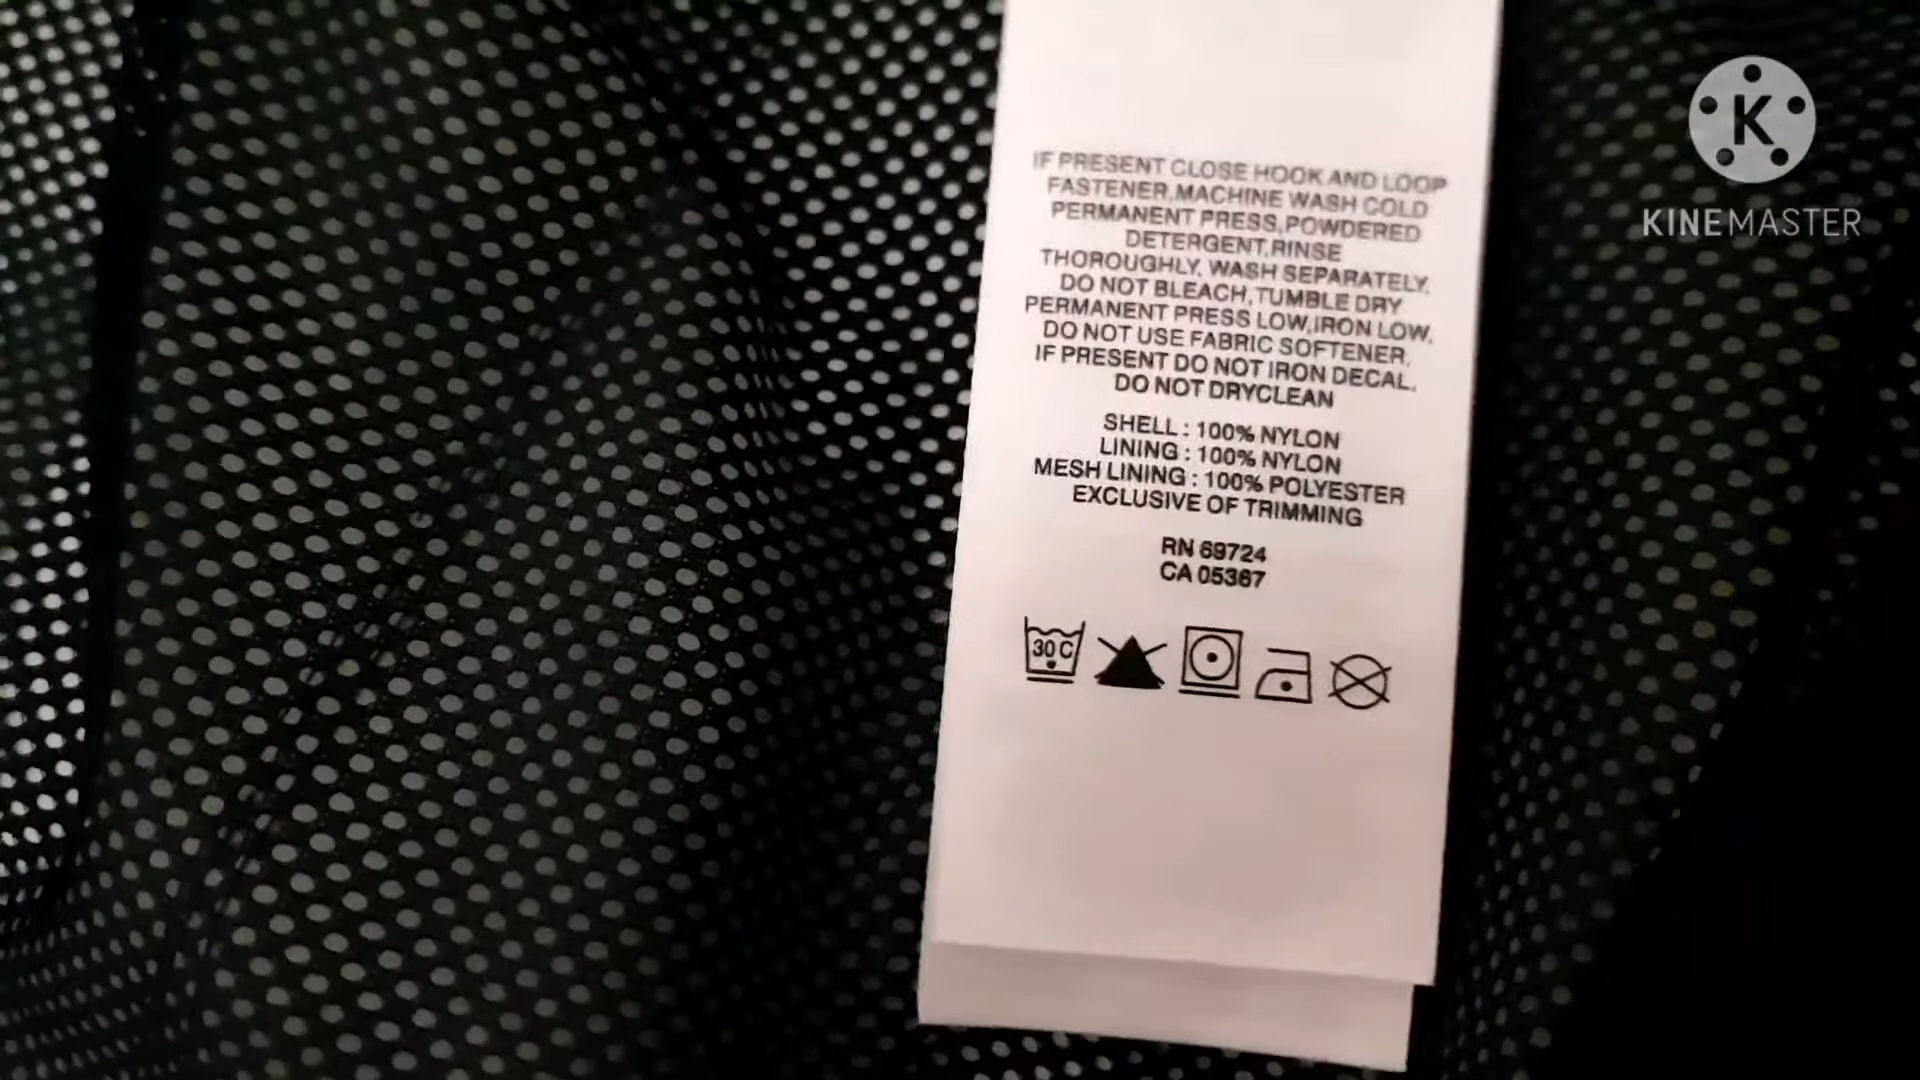 IF PRESENT CLOSE HOOK AND LOOP
FASTENER,MACHINE WASH COLD
PERMANENT PRESS,POWDERED
DETERGENT,RINSE
THOROUGHLY, WASH SEPARATELY,
DO NOT BLEACH,TUMBLE DRY
PERMANENT PRESS LOW,IRON LOW,
DO NOT USE FABRIC SOFTENER,
IF PRESENT DO NOT IRON DECAL,
DO NOT DRYCLEAN
SHELL : 100% NYLON
LINING : 100% NYLON
MESH LINING : 100% POLYESTER
EXCLUSIVE OF TRIMMING
RN 69724
CA 05367
30 C
K
KINEMASTER